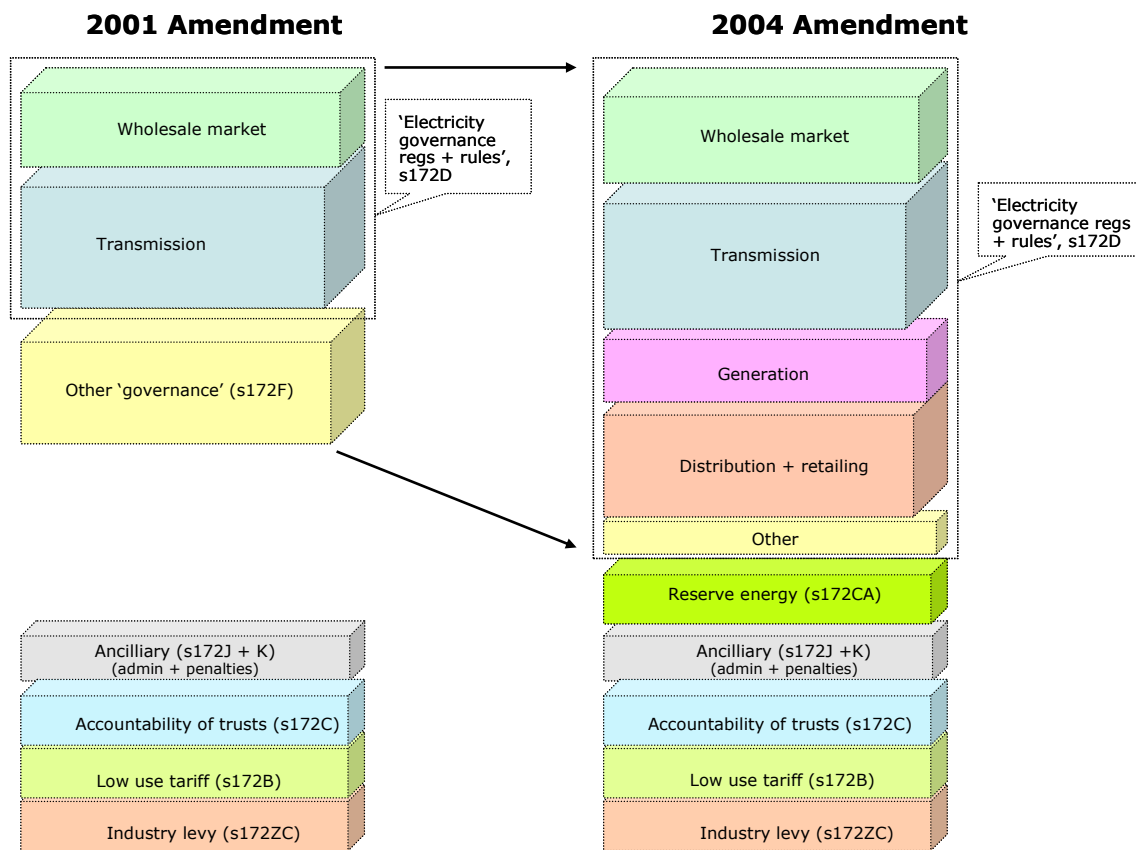 2001 Amendment
Wholesale market
‘Electricity
governance
regs + rules’,
s172D
Transmission
Other ‘governance’ (s172F)
Ancilliary (s172J + K)
(admin + penalties)
Accountability of trusts (s172C)
Low use tariff (s172B)
Industry levy (s172ZC)
2004 Amendment
Wholesale market
Transmission
‘Electricity
governance regs
+ rules’, s172D
Generation
Distribution + retailing
Other
Reserve energy (s172CA)
Ancilliary (s172J +K)
(admin + penalties)
Accountability of trusts (s172C)
Low use tariff (s172B)
Industry levy (s172ZC)